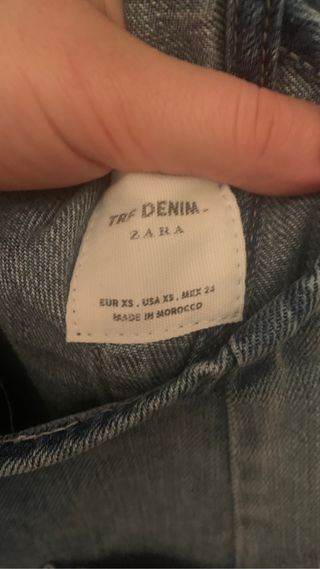 TRF DENIM.
ZARA
EUR XS . USA XS . MEX 24
MADE IN MOROCCO